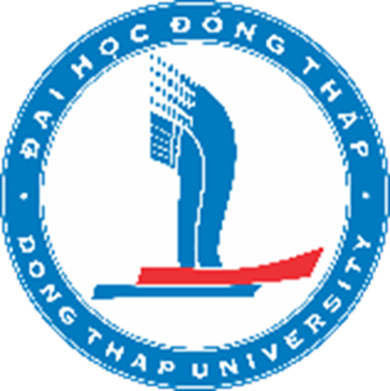 ĐẠI HỌC ĐỒNG THÁP
DONG THAP UNIVERSITY